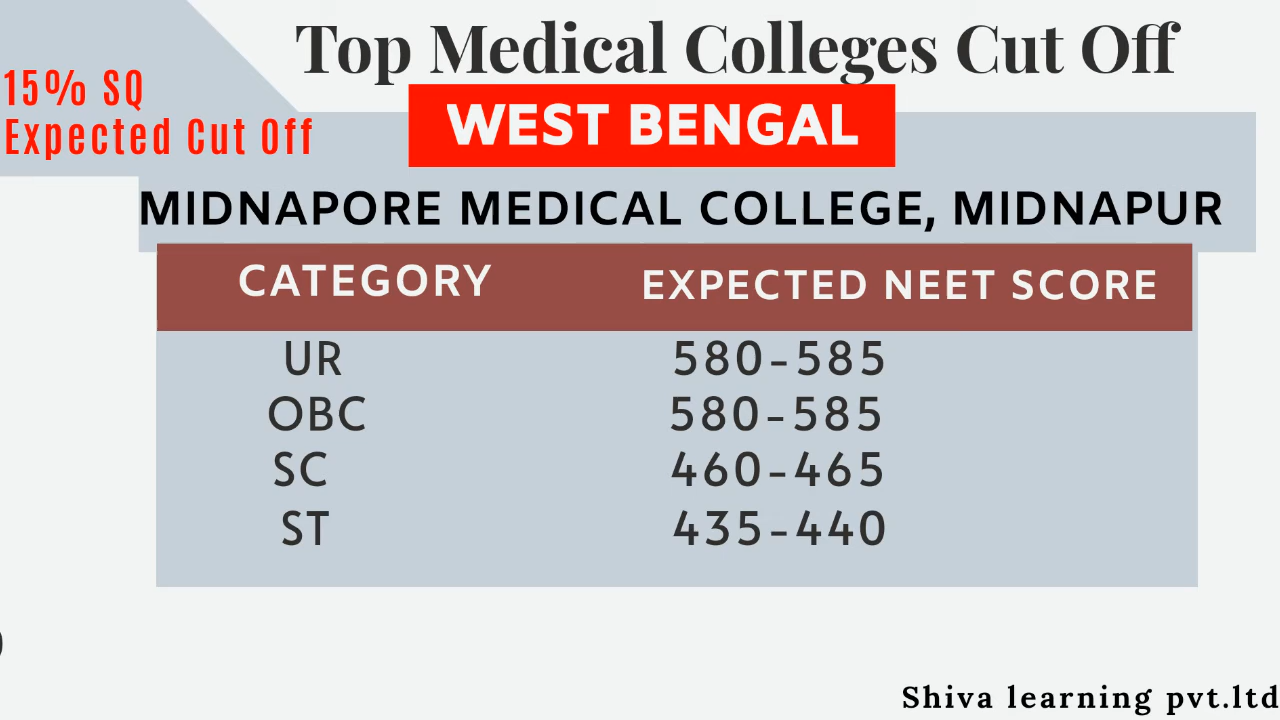 Top Medical Colleges Cut Off
15% SQ
Expected Cut Off
WEST BENGAL
MIDNAPORE MEDICAL COLLEGE, MIDNAPUR
CATEGORY EXPECTED NEET SCORE
UR 580-585
OBC 580-585
SC 460-465
ST 435-440
Shiva learning pvt.ltd